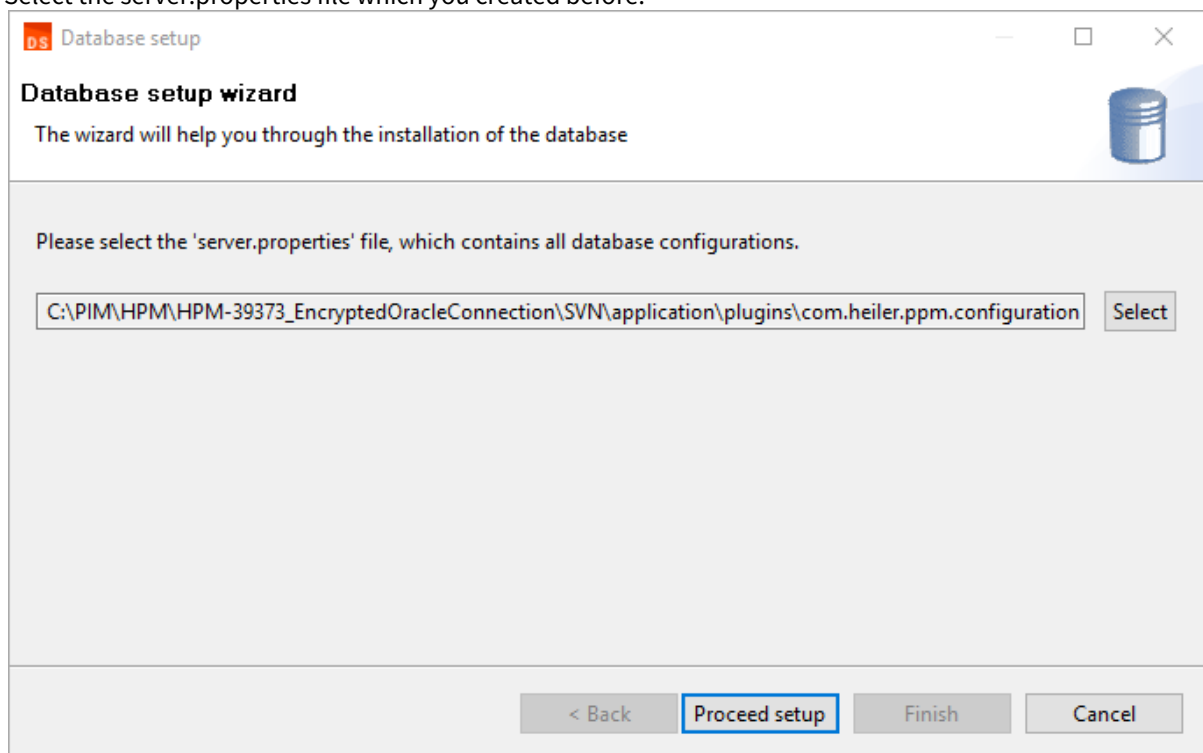 Select the server.properties file which you created before.
DS Database setup
Database setup wizard
The wizard will help you through the installation of the database
Please select the 'server.properties' file, which contains all database configurations.
C:\PIM\HPM\HPM-39373_EncryptedOracleConnection\SVN\application\plugins\com.heiler.ppm.configuration Select
< Back Proceed setup Finish Cancel